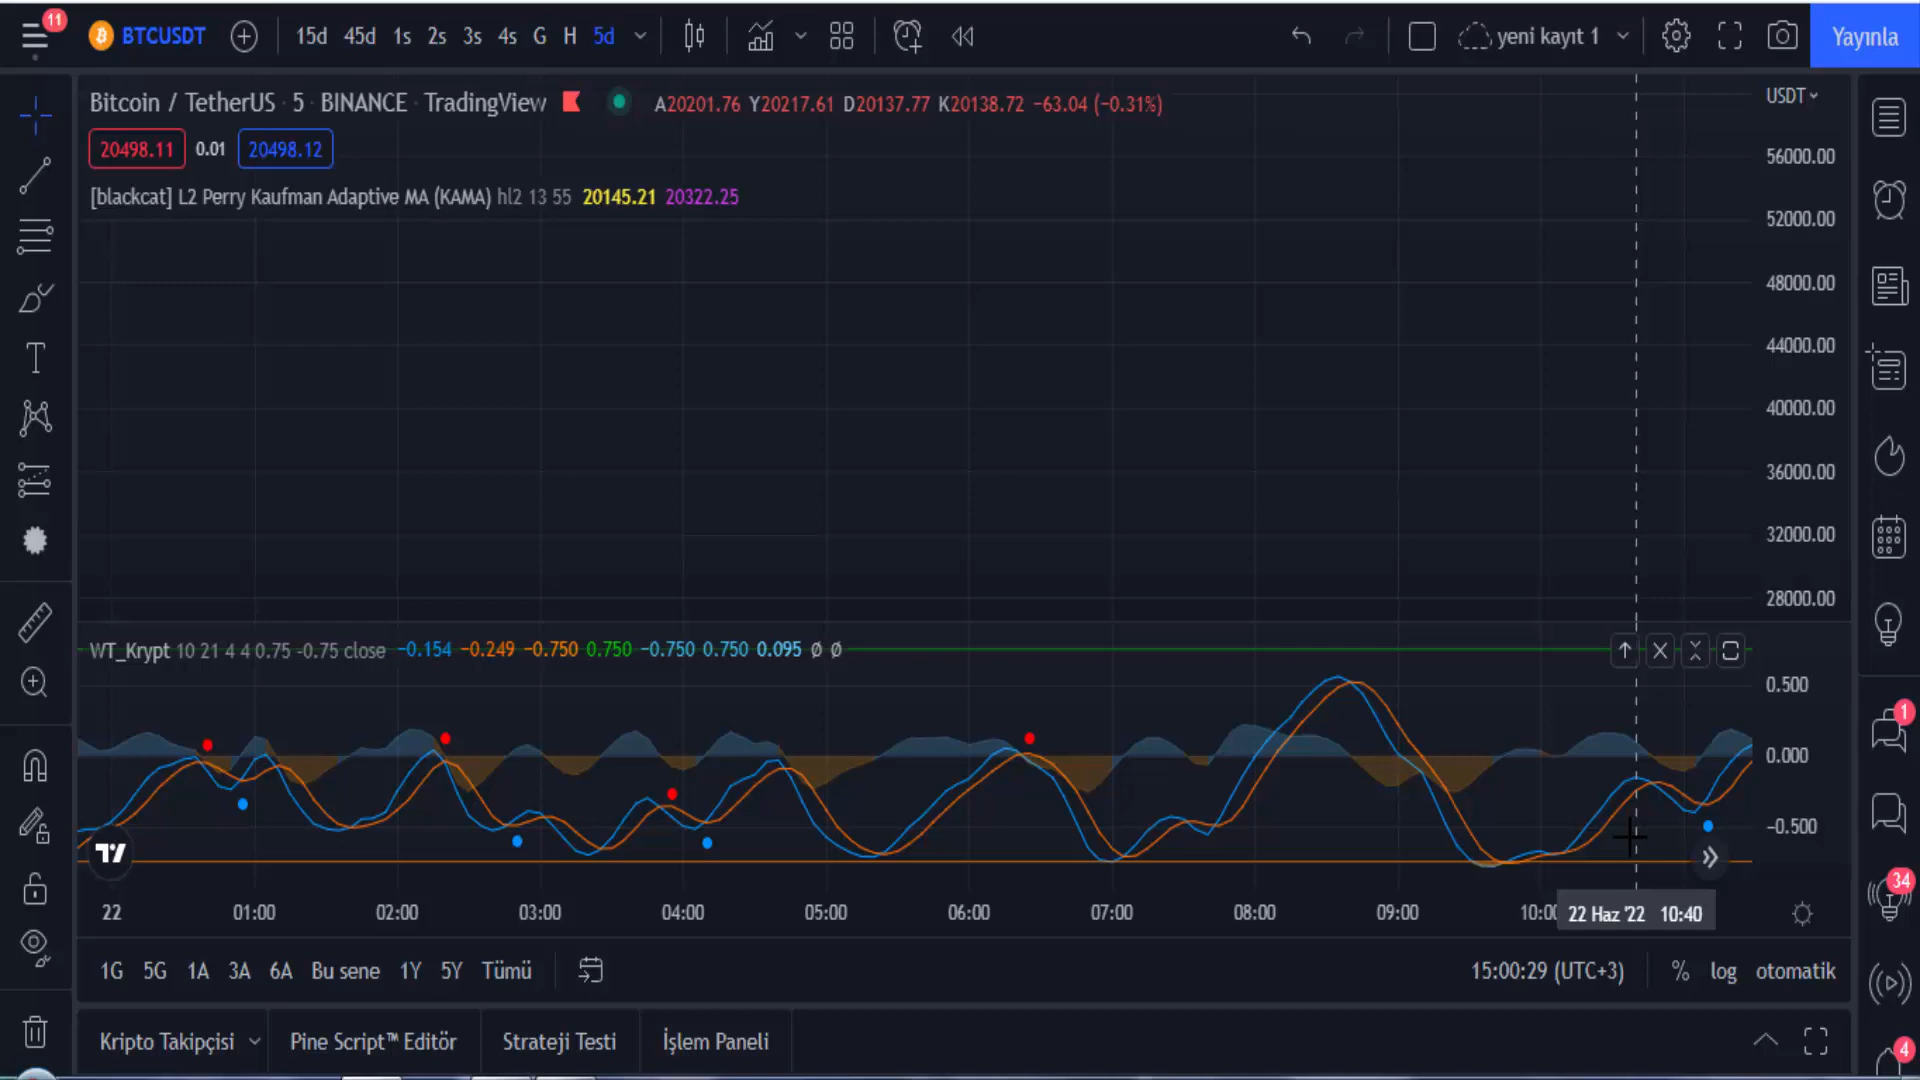 11
BTCUSDT 15d 45d 1s 2s 3s 4s G H 5d yeni kayıt 1 Yayınla
Bitcoin / TetherUS · 5 · BINANCE · TradingView A20201.76 Y20217.61 D20137.77 K20138.72 −63.04 (−0.31%)
USDT
20498.11 0.01 20498.12
[blackcat] L2 Perry Kaufman Adaptive MA (KAMA) hl2 13 55 20145.21 20322.25
56000.00
52000.00
48000.00
44000.00
40000.00
36000.00
32000.00
28000.00
WT_Krypt 10 21 4 4 0.75 -0.75 close −0.154 −0.249 −0.750 0.750 −0.750 0.750 0.095 Ø Ø
0.500
0.000
−0.500
1
34
4
22 01:00 02:00 03:00 04:00 05:00 06:00 07:00 08:00 09:00 22 Haz '22 10:40
1G 5G 1A 3A 6A Bu sene 1Y 5Y Tümü 15:00:29 (UTC+3) % log otomatik
Kripto Takipçisi Pine Script™ Editör Strateji Testi İşlem Paneli